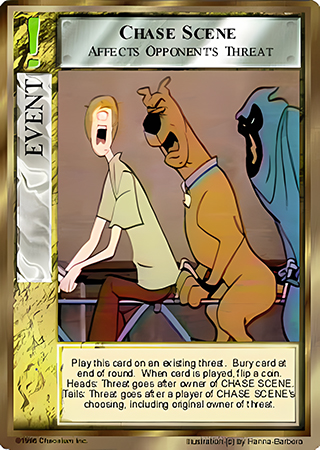 !
CHASE SCENE
AFFECTS OPPONENT'S THREAT
EVENT
Play this card on an existing threat. Bury card at
end of round. When card is played, flip a coin.
Heads: Threat goes after owner of CHASE SCENE.
Tails: Threat goes after a player of CHASE SCENE's
choosing, including original owner of threat.
Chaosium Inc.
Illustration (c) by Hanna-Barbera